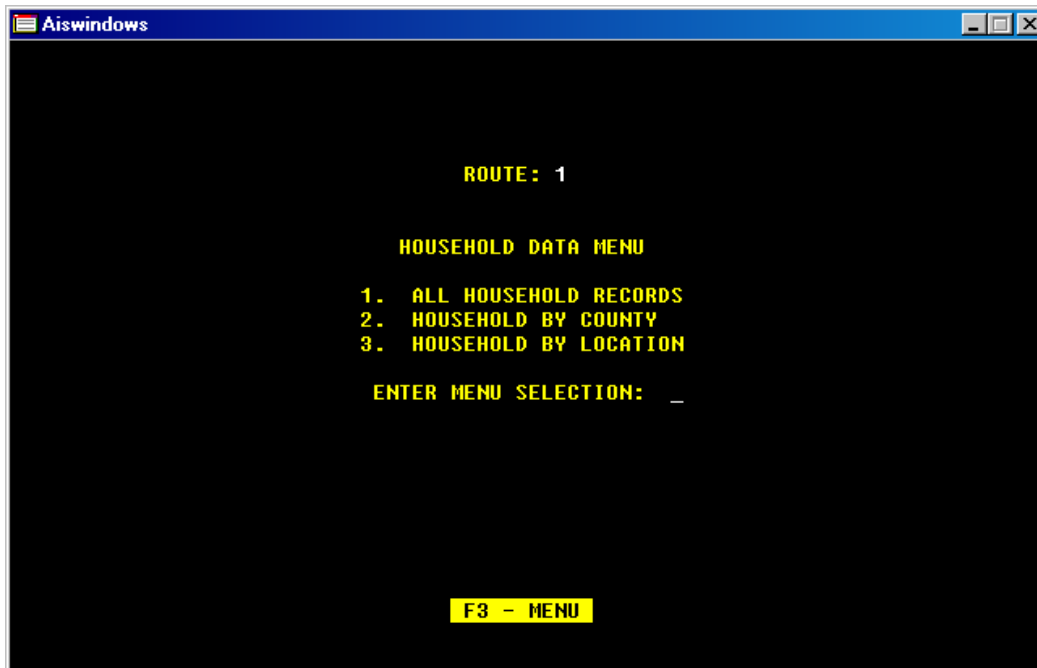 Aiswindows
ROUTE: 1
HOUSEHOLD DATA MENU
1. ALL HOUSEHOLD RECORDS
2. HOUSEHOLD BY COUNTY
3. HOUSEHOLD BY LOCATION
ENTER MENU SELECTION: _
F3 - MENU